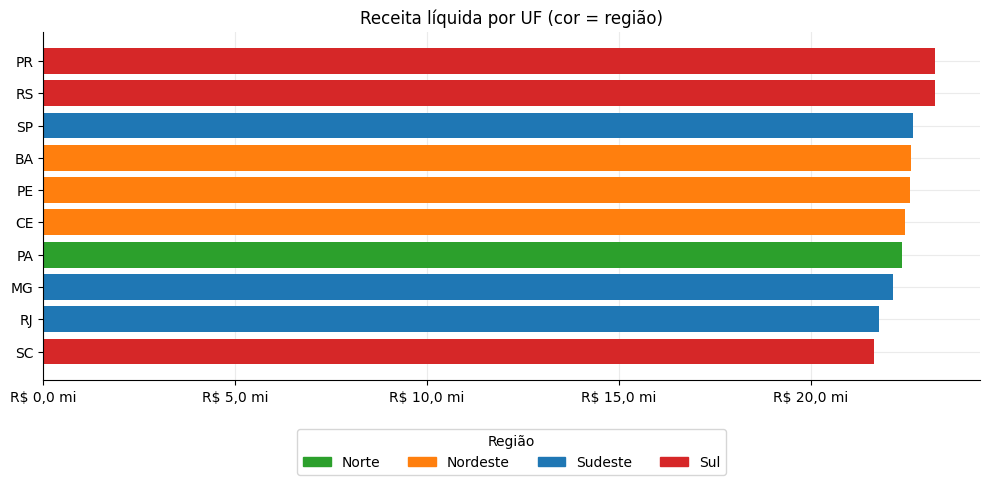 Receita líquida por UF (cor = região)
PR
RS
SP
BA
PE
CE
PA
MG
RJ
SC
R$ 0,0 mi R$ 5,0 mi R$ 10,0 mi R$ 15,0 mi R$ 20,0 mi
Região
Norte Nordeste Sudeste Sul